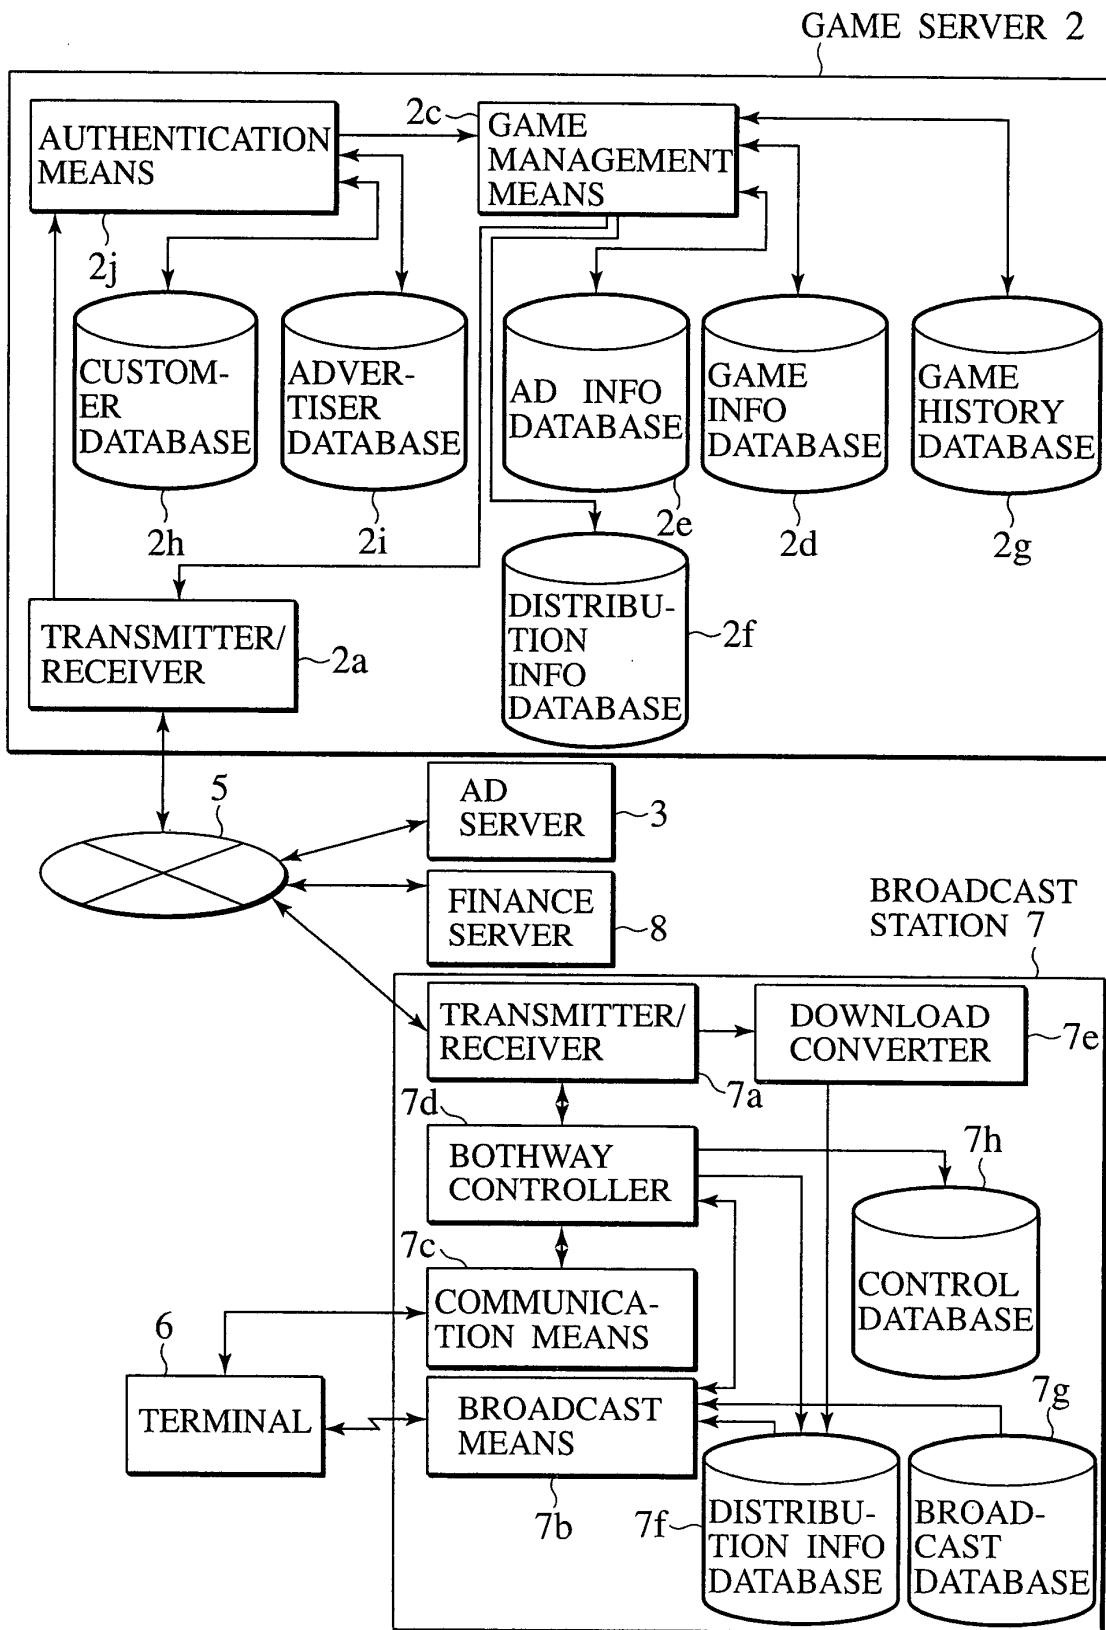 GAME SERVER 2
AUTHENTICATION
MEANS
2j
2c
GAME
MANAGEMENT
MEANS
CUSTOM-
ER
DATABASE
2h
ADVER-
TISER
DATABASE
2i
AD INFO
DATABASE
2e
GAME
INFO
DATABASE
2d
GAME
HISTORY
DATABASE
2g
TRANSMITTER/
RECEIVER
2a
DISTRIBU-
TION
INFO
DATABASE
2f
5
AD
SERVER
3
FINANCE
SERVER
8
BROADCAST
STATION 7
TRANSMITTER/
RECEIVER
7a
DOWNLOAD
CONVERTER
7e
7d
BOTHWAY
CONTROLLER
7h
CONTROL
DATABASE
7c
COMMUNICA-
TION MEANS
6
TERMINAL
BROADCAST
MEANS
7b
7f
DISTRIBU-
TION INFO
DATABASE
7g
BROAD-
CAST
DATABASE